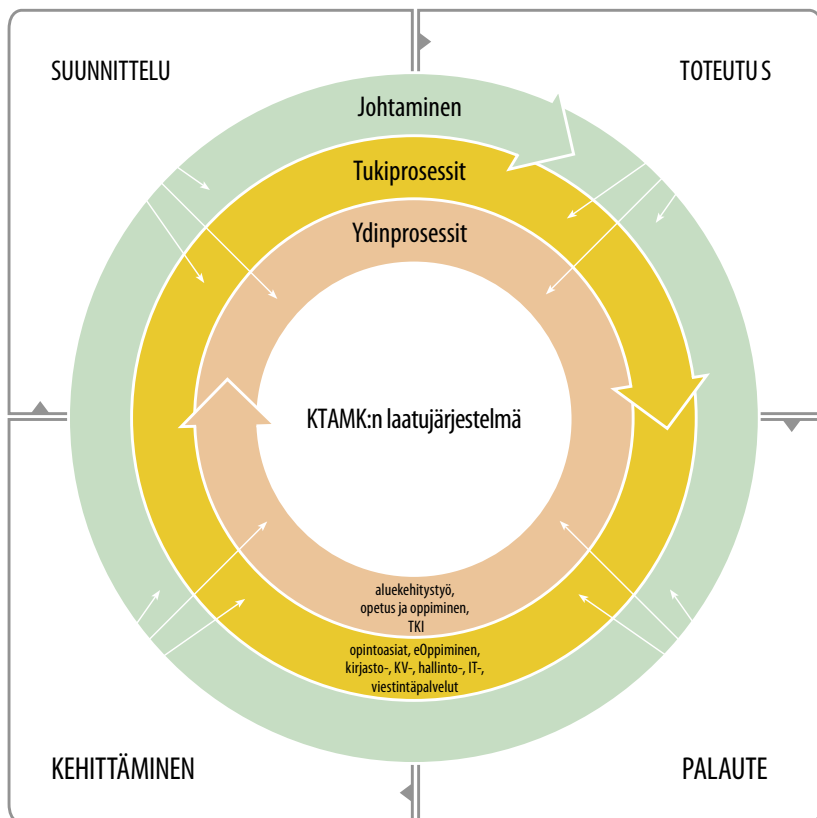 SUUNNITTELU
TOTEUTU S
Johtaminen
Tukiprosessit
Ydinprosessit
KTAMK:n laatujärjestelmä
aluekehitystyö,
opetus ja oppiminen,
TKI
opintoasiat, eOppiminen,
kirjasto-, KV-, hallinto-, IT-,
viestintäpalvelut
KEHITTÄMINEN
PALAUTE